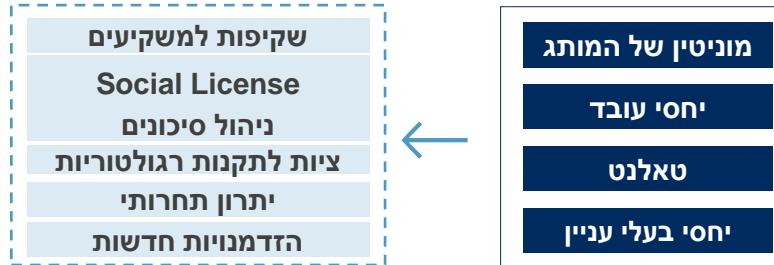 מוניטין של המותג
יחסי עובד
טאלנט
יחסי בעלי עניין
שקיפות למשקיעים
Social License
ניהול סיכונים
ציות לתקנות רגולטוריות
יתרון תחרותי
הזדמנויות חדשות